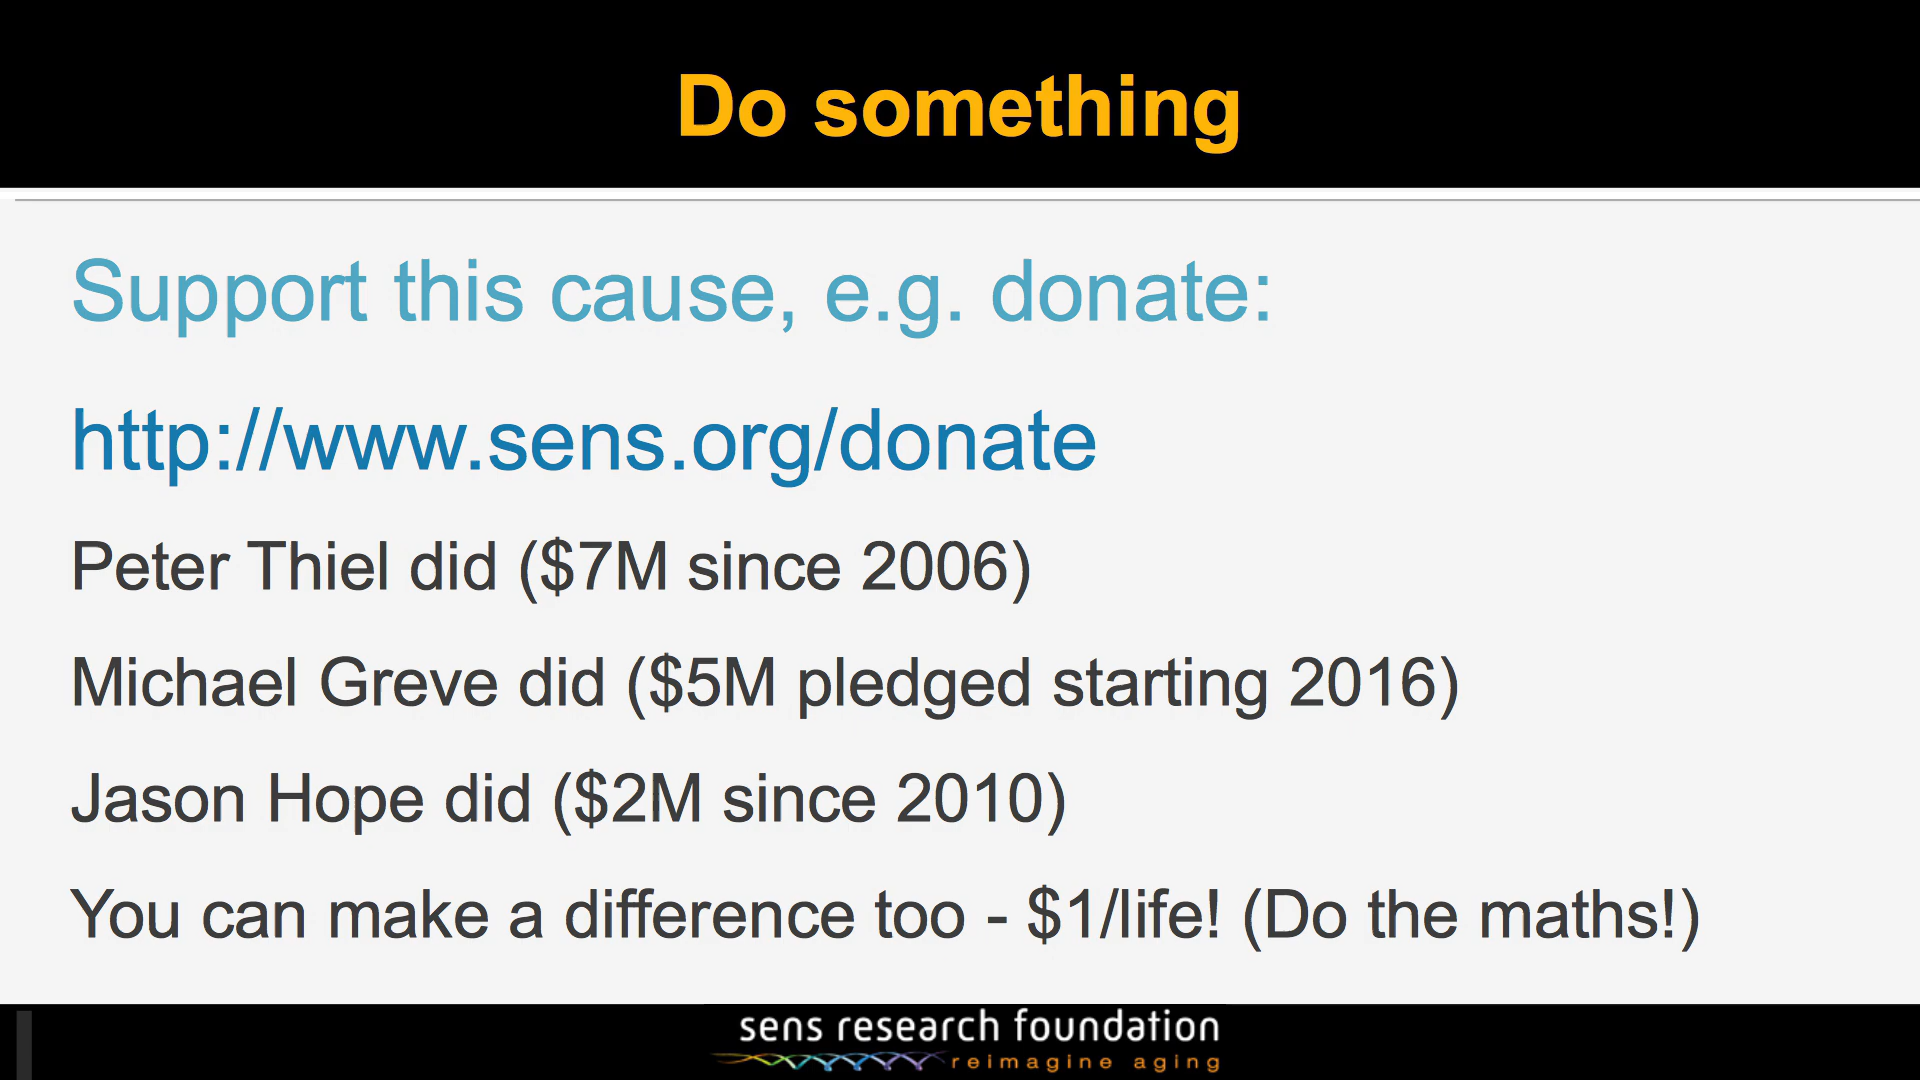 Do something
Support this cause, e.g. donate:
http://www.sens.org/donate
Peter Thiel did ($7M since 2006)
Michael Greve did ($5M pledged starting 2016)
Jason Hope did ($2M since 2010)
You can make a difference too - $1/life! (Do the maths!)
sens research foundation
reimagine aging